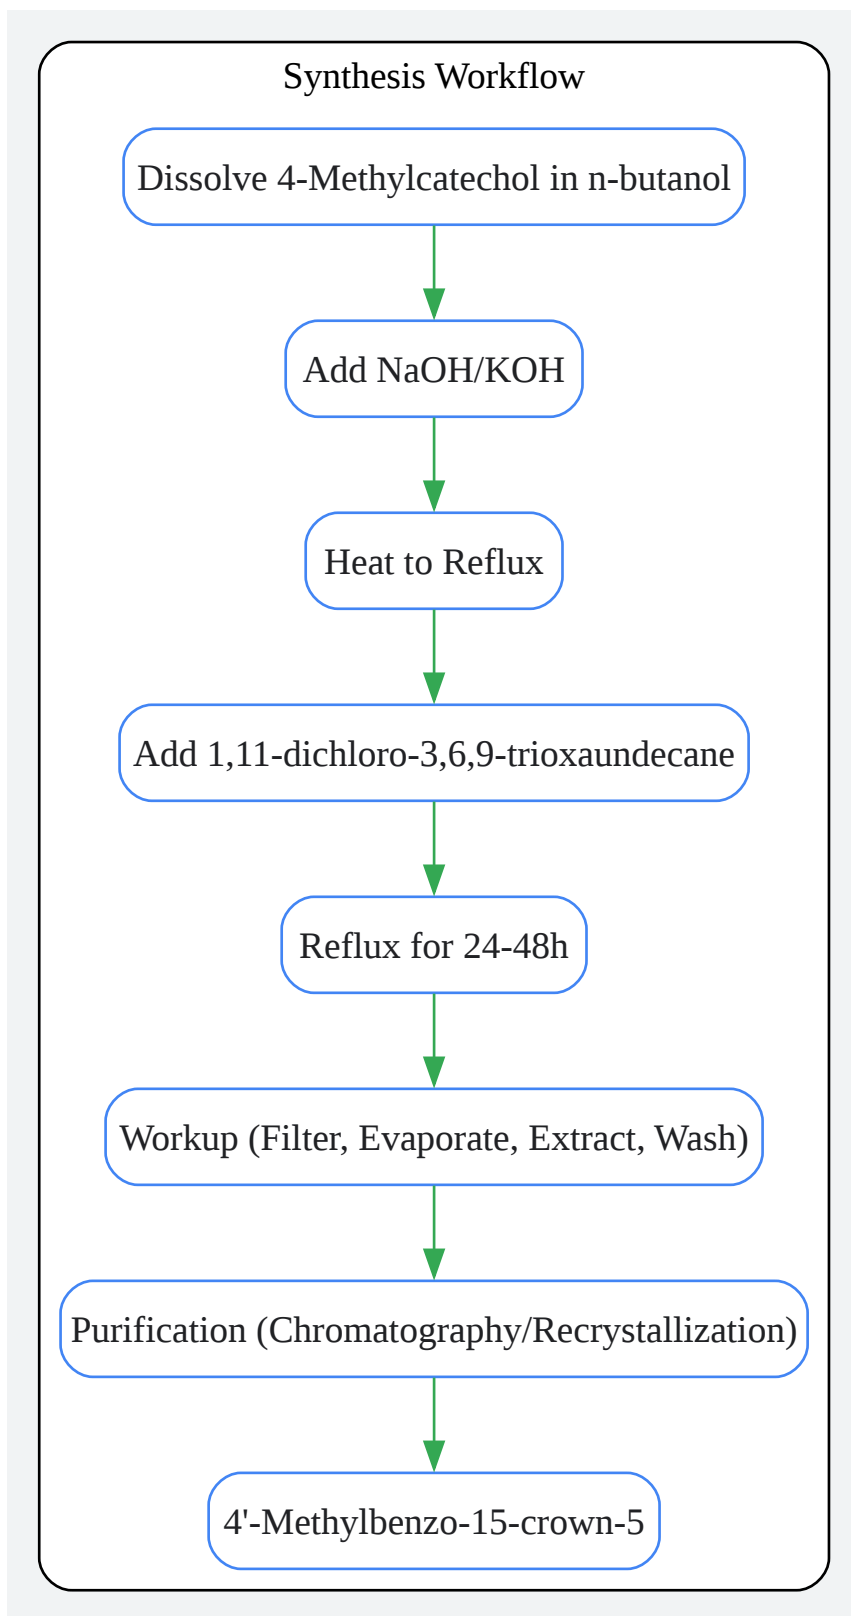 Synthesis Workflow
Dissolve 4-Methylcatechol in n-butanol
Add NaOH/KOH
Heat to Reflux
Add 1,11-dichloro-3,6,9-trioxaundecane
Reflux for 24-48h
Workup (Filter, Evaporate, Extract, Wash)
Purification (Chromatography/Recrystallization)
4'-Methylbenzo-15-crown-5